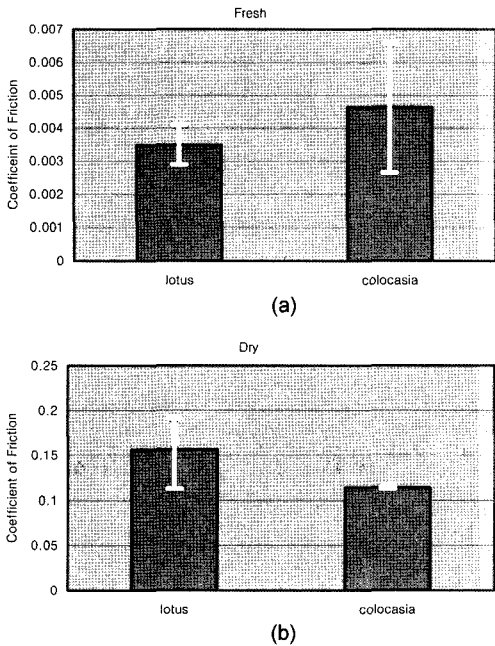 Fresh
0.007
0.006
0.005
0.004
0.003
0.002
0.001
0
Coefficeint of Friction
lotus colocasia
(a)
Dry
0.25
0.2
0.15
0.1
0.05
0
Coefficient of Friction
lotus colocasia
(b)